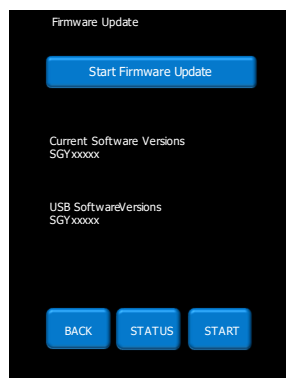 Firmware Update
Start Firmware Update
Current Software Versions
SGYxxxxx
USB SoftwareVersions
SGYxxxxx
BACK STATUS START